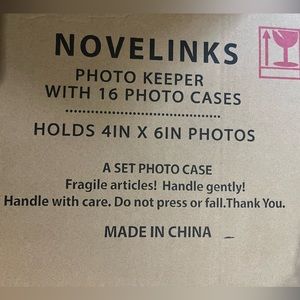 NOVELINKS
PHOTO KEEPER
WITH 16 PHOTO CASES
HOLDS 4IN X 6IN PHOTOS
A SET PHOTO CASE
Fragile articles! Handle gently!
Handle with care. Do not press or fall.Thank You.
MADE IN CHINA